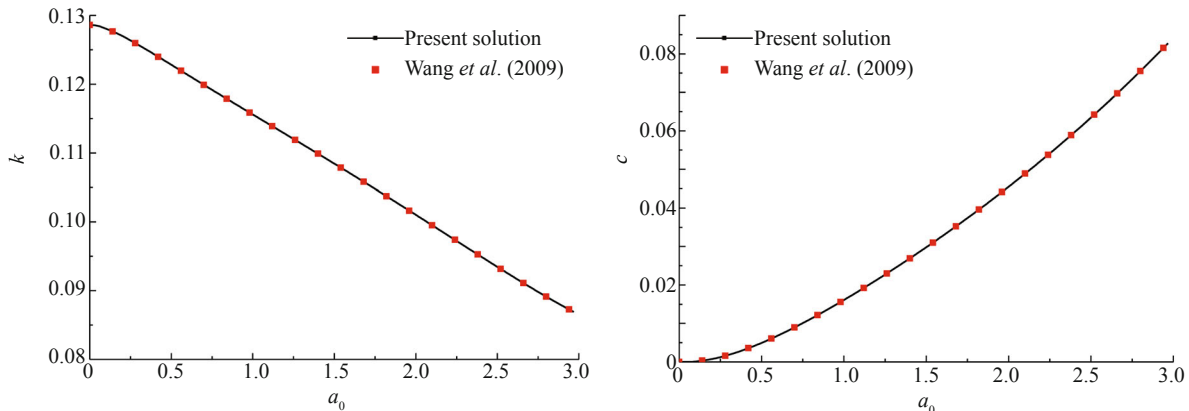 0.13
0.12
0.11
0.10
0.09
0.08
k
0 0.5 1.0 1.5 2.0 2.5 3.0
a0
Present solution
Wang et al. (2009)
0.08
0.06
0.04
0.02
0
c
0 0.5 1.0 1.5 2.0 2.5 3.0
a0
Present solution
Wang et al. (2009)